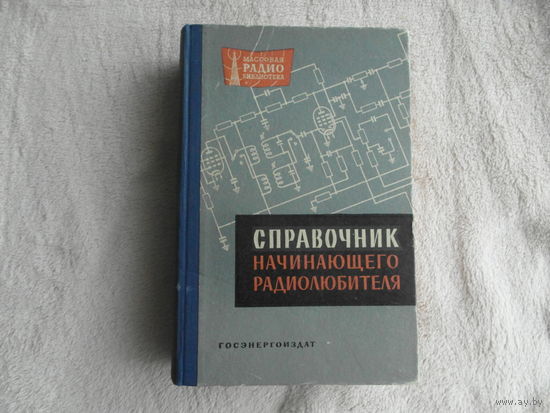 МАССОВАЯ
РАДИО
БИБЛИОТЕКА
СПРАВОЧНИК
НАЧИНАЮЩЕГО
РАДИОЛЮБИТЕЛЯ
ГОСЭНЕРГОИЗДАТ
www.ay.by